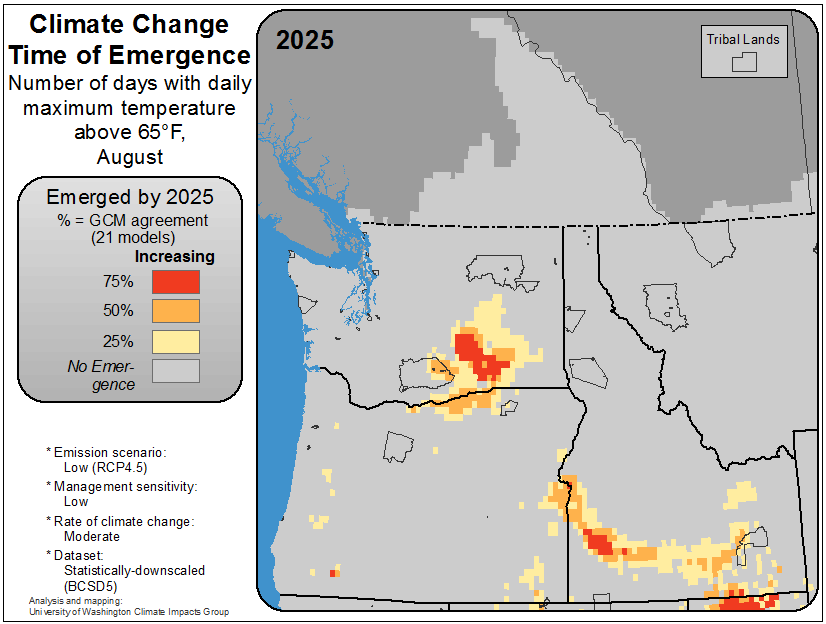 Climate Change
Time of Emergence
Number of days with daily
maximum temperature
above 65°F,
August
2025
Tribal Lands
Emerged by 2025
% = GCM agreement
(21 models)
Increasing
75%
50%
25%
No Emer-
gence
* Emission scenario:
Low (RCP4.5)
* Management sensitivity:
Low
* Rate of climate change:
Moderate
* Dataset:
Statistically-downscaled
(BCSD5)
Analysis and mapping:
University of Washington Climate Impacts Group